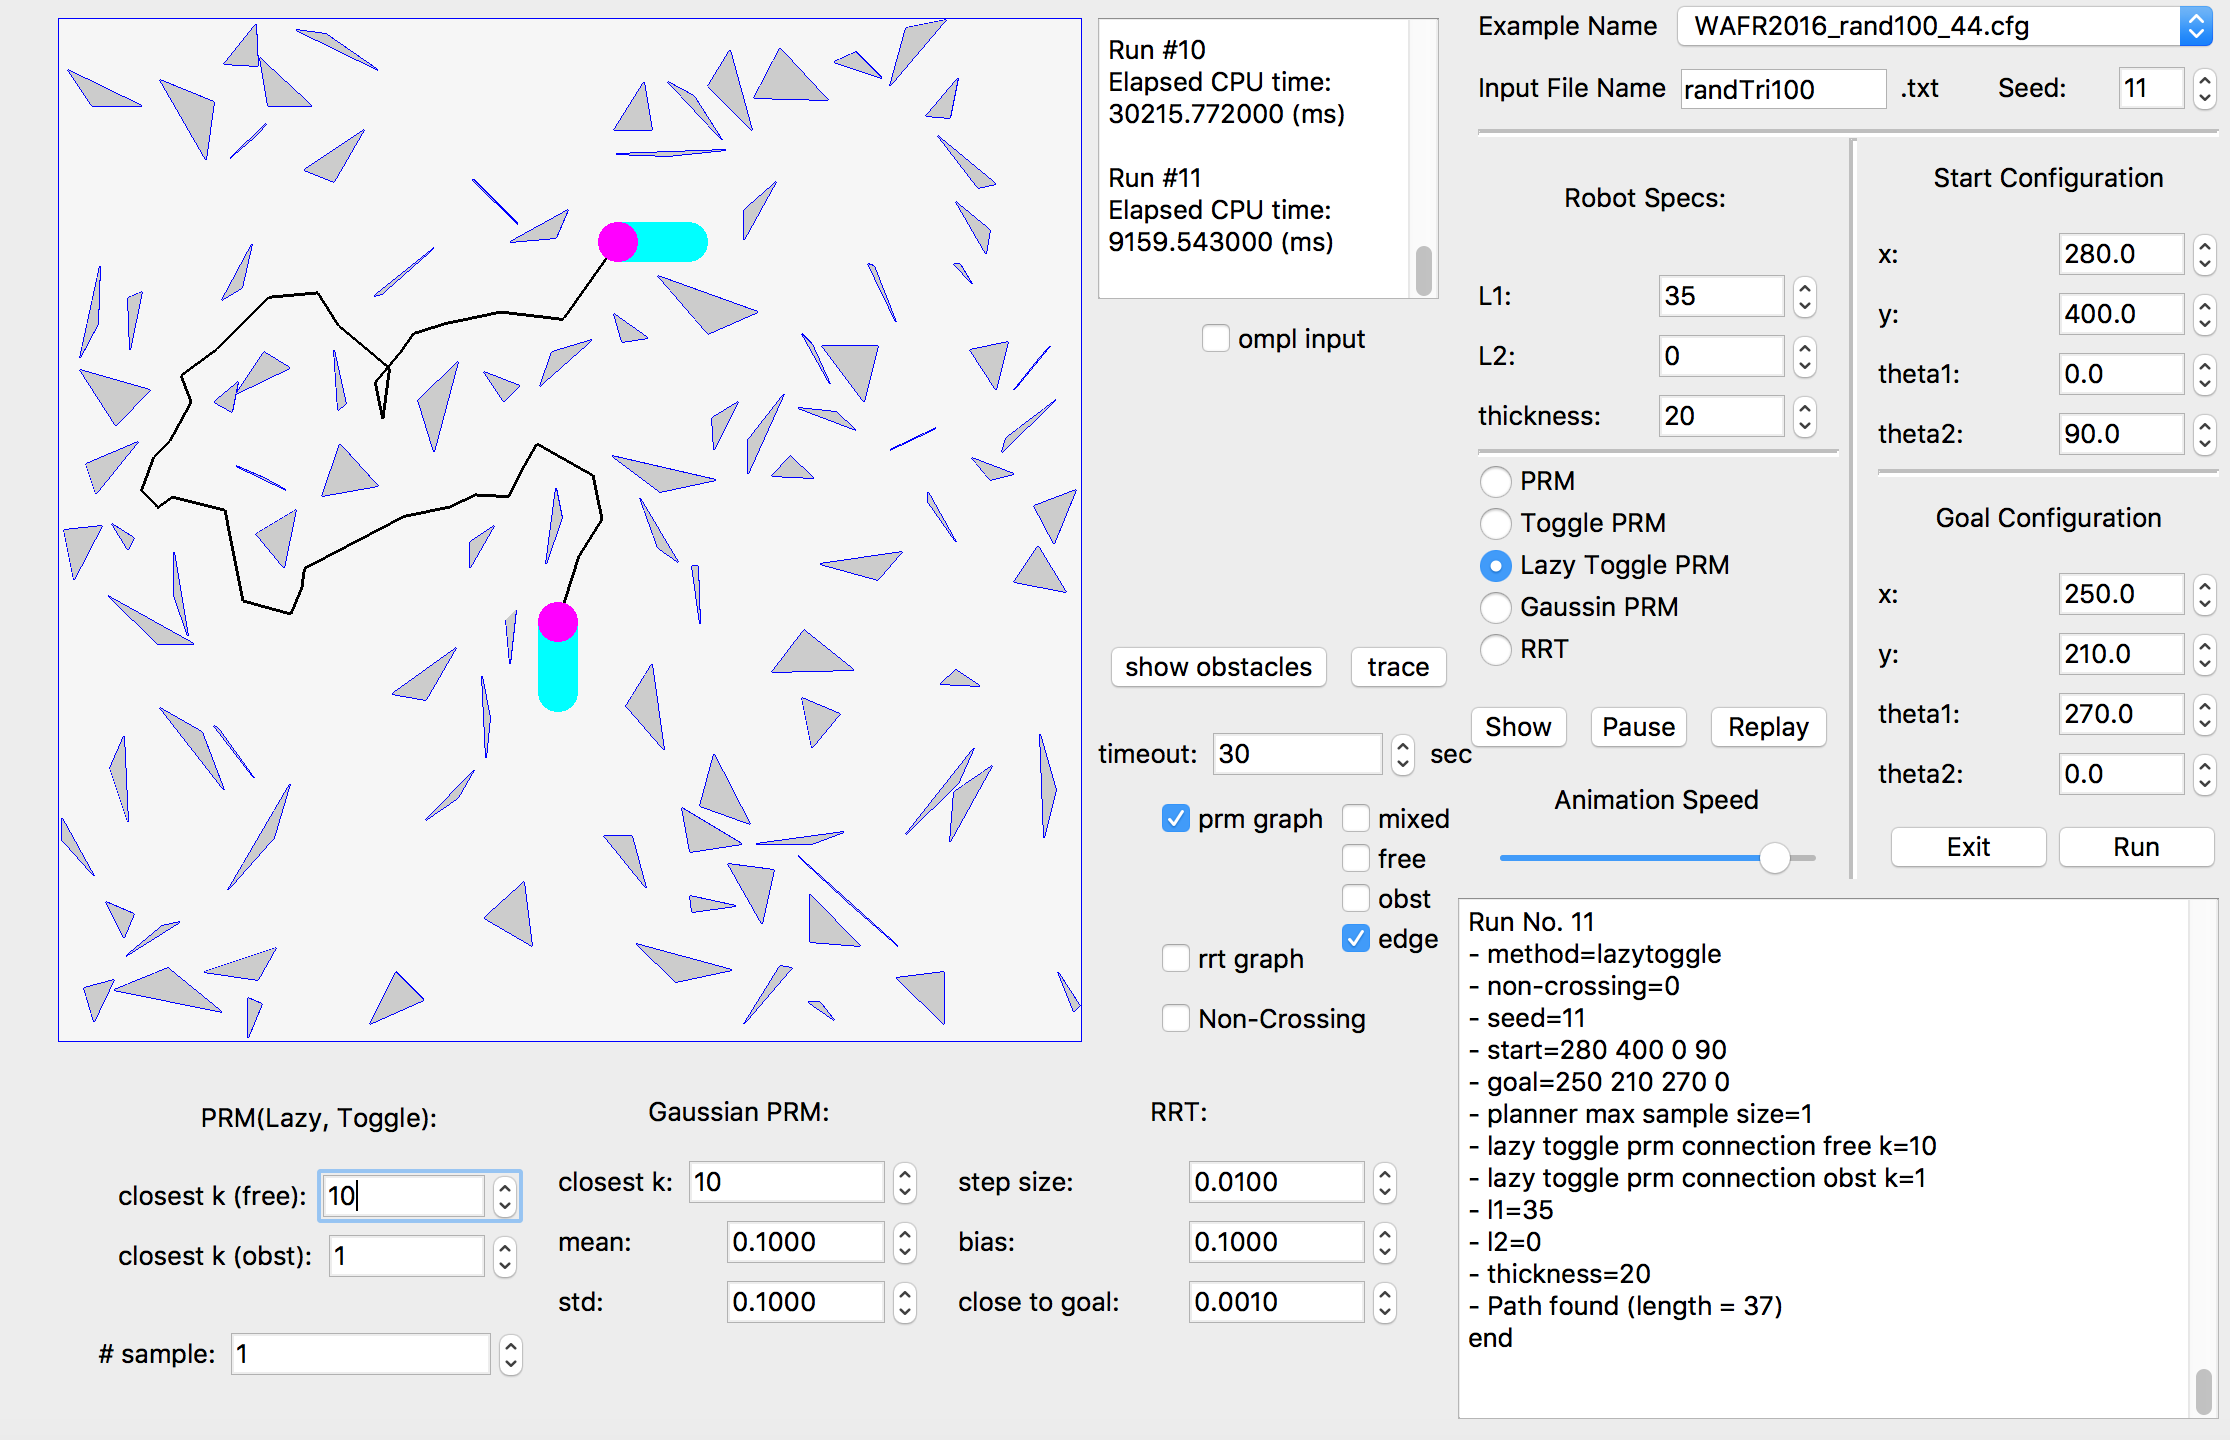 Run #10
Elapsed CPU time:
30215.772000 (ms)
Run #11
Elapsed CPU time:
9159.543000 (ms)
ompl input
show obstacles
trace
timeout:
30
sec
prm graph
mixed
free
obst
edge
rrt graph
Non-Crossing
Example Name
WAFR2016_rand100_44.cfg
Input File Name
randTri100
.txt
Seed:
11
Robot Specs:
L1:
35
L2:
0
thickness:
20
PRM
Toggle PRM
Lazy Toggle PRM
Gaussin PRM
RRT
Show
Pause
Replay
Animation Speed
Start Configuration
x:
280.0
y:
400.0
theta1:
0.0
theta2:
90.0
Goal Configuration
x:
250.0
y:
210.0
theta1:
270.0
theta2:
0.0
Exit
Run
Run No. 11
- method=lazytoggle
- non-crossing=0
- seed=11
- start=280 400 0 90
- goal=250 210 270 0
- planner max sample size=1
- lazy toggle prm connection free k=10
- lazy toggle prm connection obst k=1
- l1=35
- l2=0
- thickness=20
- Path found (length = 37)
end
PRM(Lazy, Toggle):
closest k (free):
10
closest k (obst):
1
# sample:
1
Gaussian PRM:
closest k:
10
mean:
0.1000
std:
0.1000
RRT:
step size:
0.0100
bias:
0.1000
close to goal:
0.0010